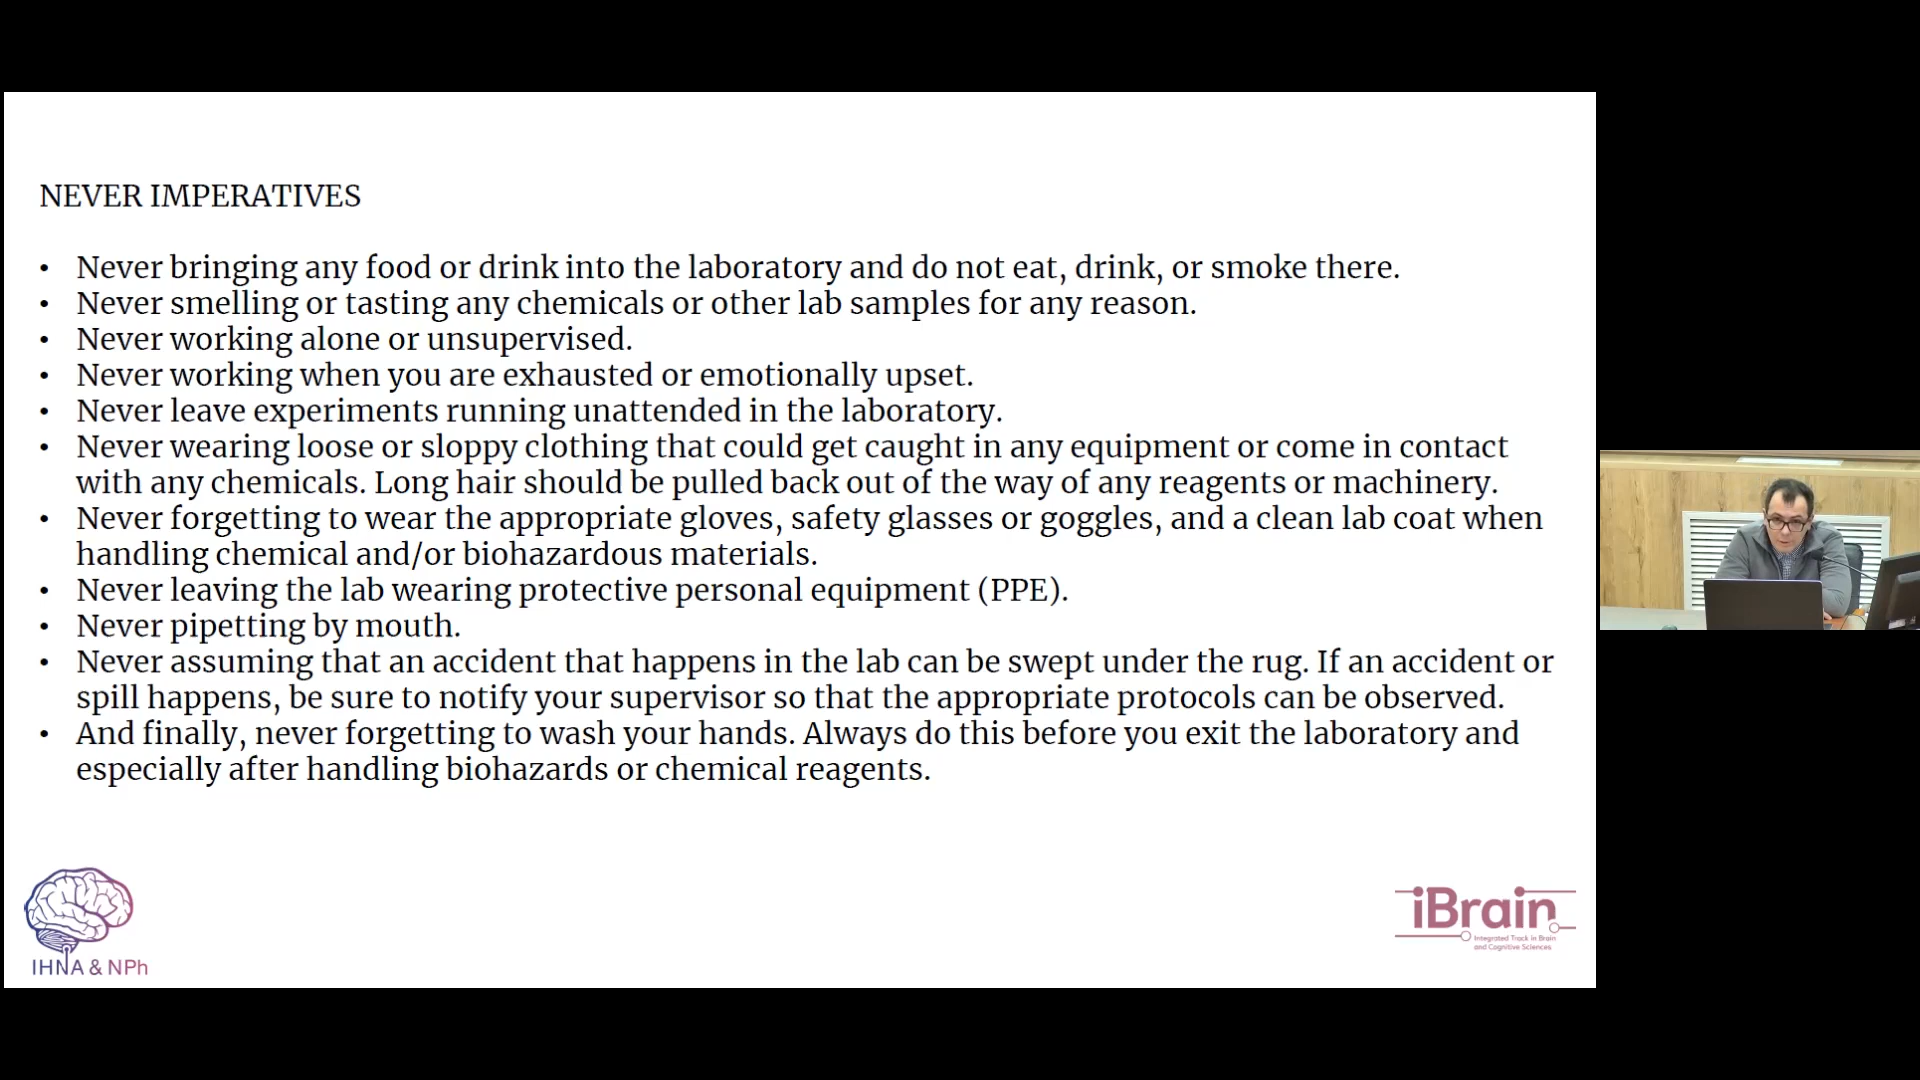 NEVER IMPERATIVES
• Never bringing any food or drink into the laboratory and do not eat, drink, or smoke there.
• Never smelling or tasting any chemicals or other lab samples for any reason.
• Never working alone or unsupervised.
• Never working when you are exhausted or emotionally upset.
• Never leave experiments running unattended in the laboratory.
• Never wearing loose or sloppy clothing that could get caught in any equipment or come in contact
with any chemicals. Long hair should be pulled back out of the way of any reagents or machinery.
• Never forgetting to wear the appropriate gloves, safety glasses or goggles, and a clean lab coat when
handling chemical and/or biohazardous materials.
• Never leaving the lab wearing protective personal equipment (PPE).
• Never pipetting by mouth.
• Never assuming that an accident that happens in the lab can be swept under the rug. If an accident or
spill happens, be sure to notify your supervisor so that the appropriate protocols can be observed.
• And finally, never forgetting to wash your hands. Always do this before you exit the laboratory and
especially after handling biohazards or chemical reagents.
IHNA & NPh
iBrain
Integrated Track in Brain
and Cognitive Sciences